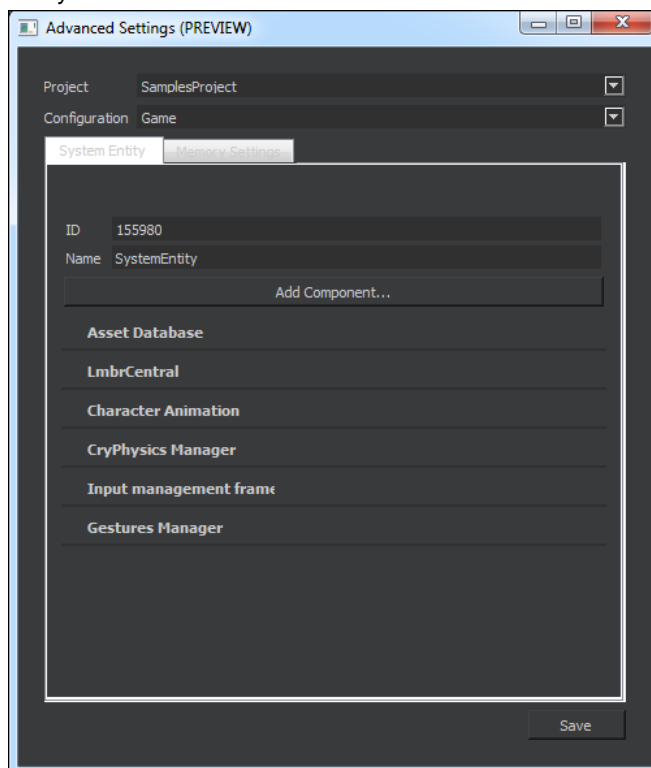 Advanced Settings (PREVIEW)
Project SamplesProject
Configuration Game
System Entity Memory Settings
ID 155980
Name SystemEntity
Add Component...
Asset Database
LmbrCentral
Character Animation
CryPhysics Manager
Input management frame
Gestures Manager
Save